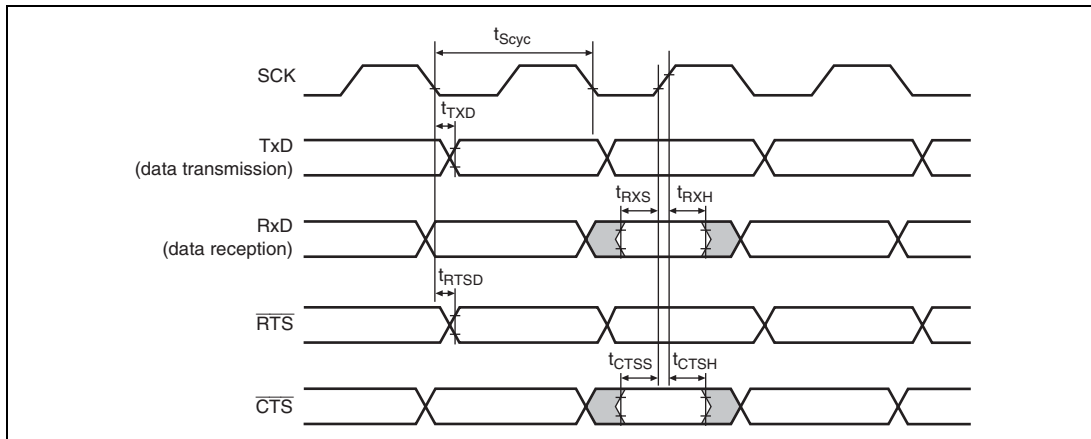 tScyc
SCK
tTXD
TxD
(data transmission)
tRXS tRXH
RxD
(data reception)
tRTSD
RTS
tCTSS tCTSH
CTS